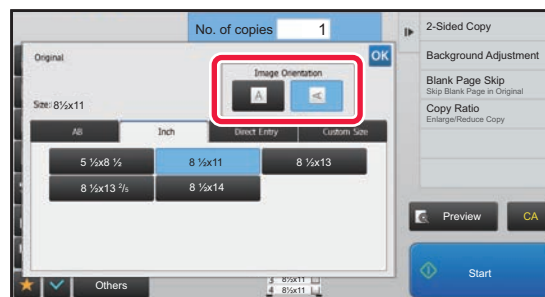 No. of copies 1
Original
OK
Image Orientation
A A
Size: 8½x11
AB Inch Direct Entry Custom Size
5 ½x8 ½ 8 ½x11 8 ½x13
8 ½x13 ²/₅ 8 ½x14
Others
3 8½x11
4 8½x11
2-Sided Copy
Background Adjustment
Blank Page Skip
Skip Blank Page in Original
Copy Ratio
Enlarge/Reduce Copy
Preview CA
Start